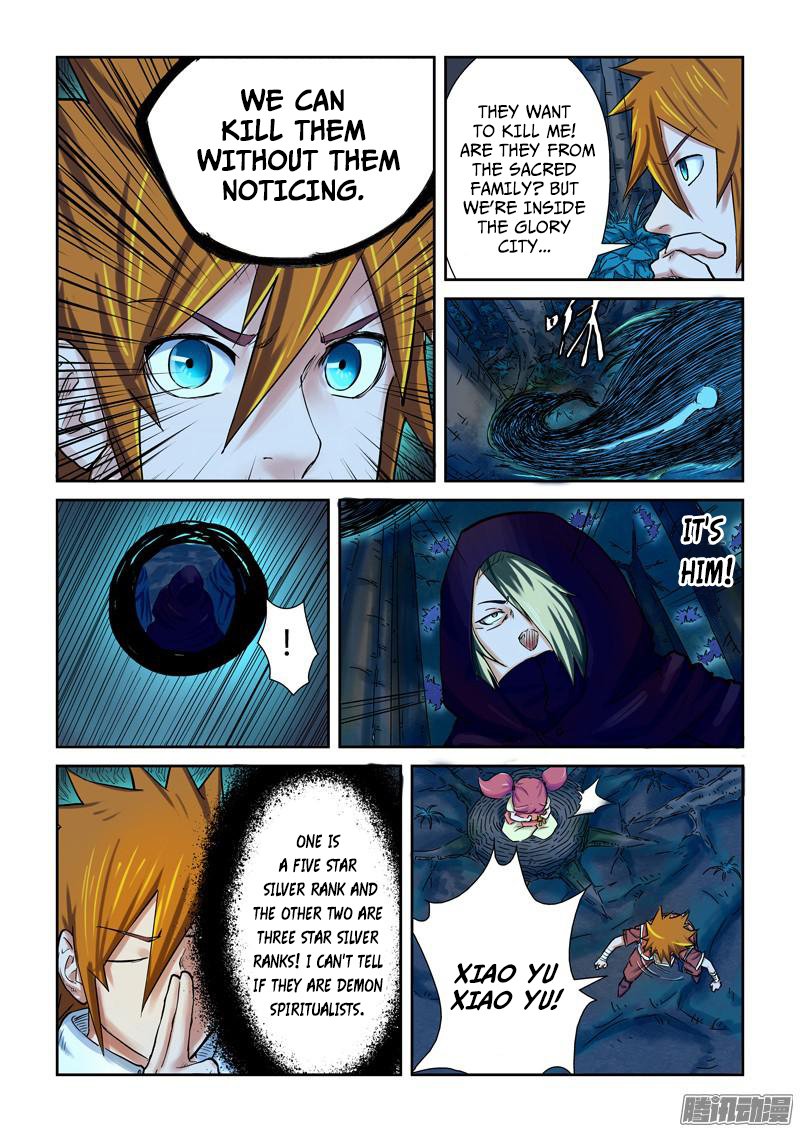 WE CAN
KILL THEM
WITHOUT THEM
NOTICING.
THEY WANT
TO KILL ME!
ARE THEY FROM
THE SACRED
FAMILY? BUT
WE'RE INSIDE
THE GLORY
CITY...
!
IT'S
HIM!
ONE IS
A FIVE STAR
SILVER RANK AND
THE OTHER TWO ARE
THREE STAR SILVER
RANKS! I CAN'T TELL
IF THEY ARE DEMON
SPIRITUALISTS.
XIAO YU
XIAO YU!
腾讯动漫